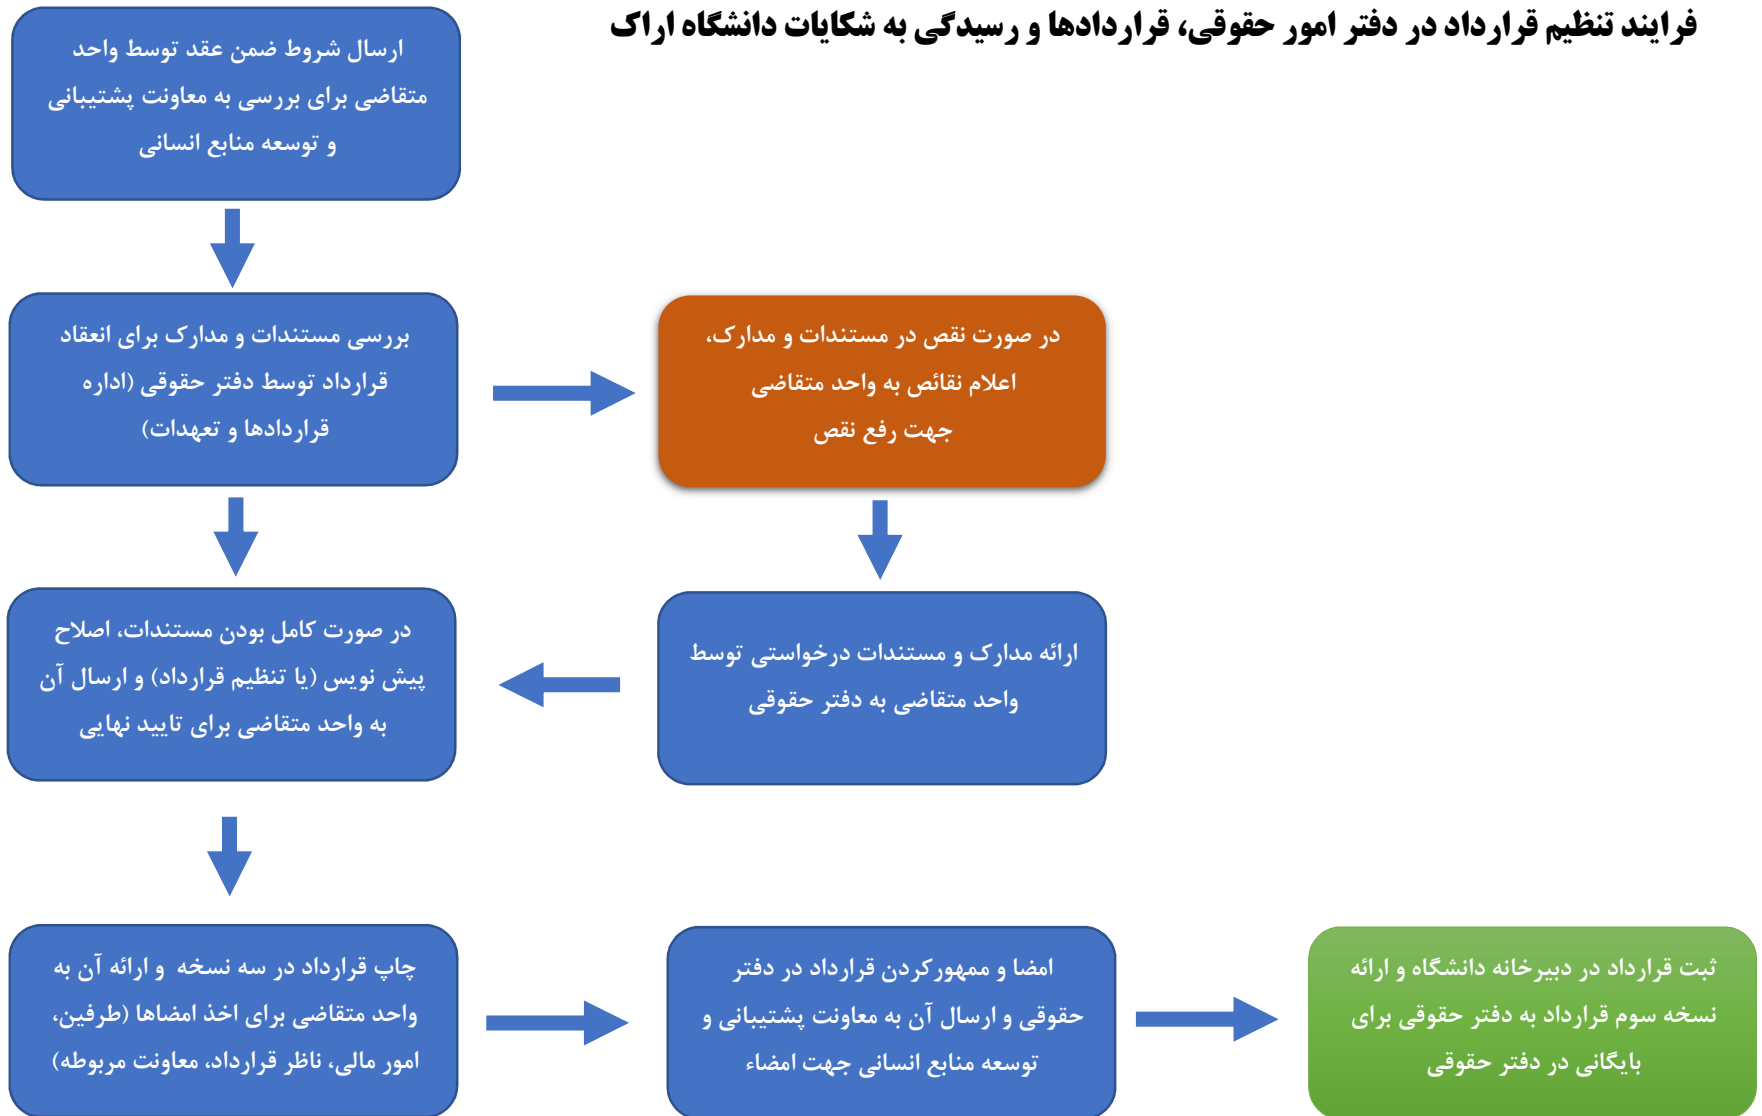 فرایند تنظیم قرارداد در دفتر امور حقوقی، قراردادها و رسیدگی به شکایات دانشگاه اراک
ارسال شروط ضمن عقد توسط واحد
متقاضی برای بررسی به معاونت پشتیبانی
و توسعه منابع انسانی
بررسی مستندات و مدارک برای انعقاد
قرارداد توسط دفتر حقوقی (اداره
قراردادها و تعهدات)
در صورت نقص در مستندات و مدارک،
اعلام نقائص به واحد متقاضی
جهت رفع نقص
ارائه مدارک و مستندات درخواستی توسط
واحد متقاضی به دفتر حقوقی
در صورت کامل بودن مستندات، اصلاح
پیش نویس (یا تنظیم قرارداد) و ارسال آن
به واحد متقاضی برای تایید نهایی
چاپ قرارداد در سه نسخه و ارائه آن به
واحد متقاضی برای اخذ امضاها (طرفین،
امور مالی، ناظر قرارداد، معاونت مربوطه)
امضا و ممهورکردن قرارداد در دفتر
حقوقی و ارسال آن به معاونت پشتیبانی و
توسعه منابع انسانی جهت امضاء
ثبت قرارداد در دبیرخانه دانشگاه و ارائه
نسخه سوم قرارداد به دفتر حقوقی برای
بایگانی در دفتر حقوقی